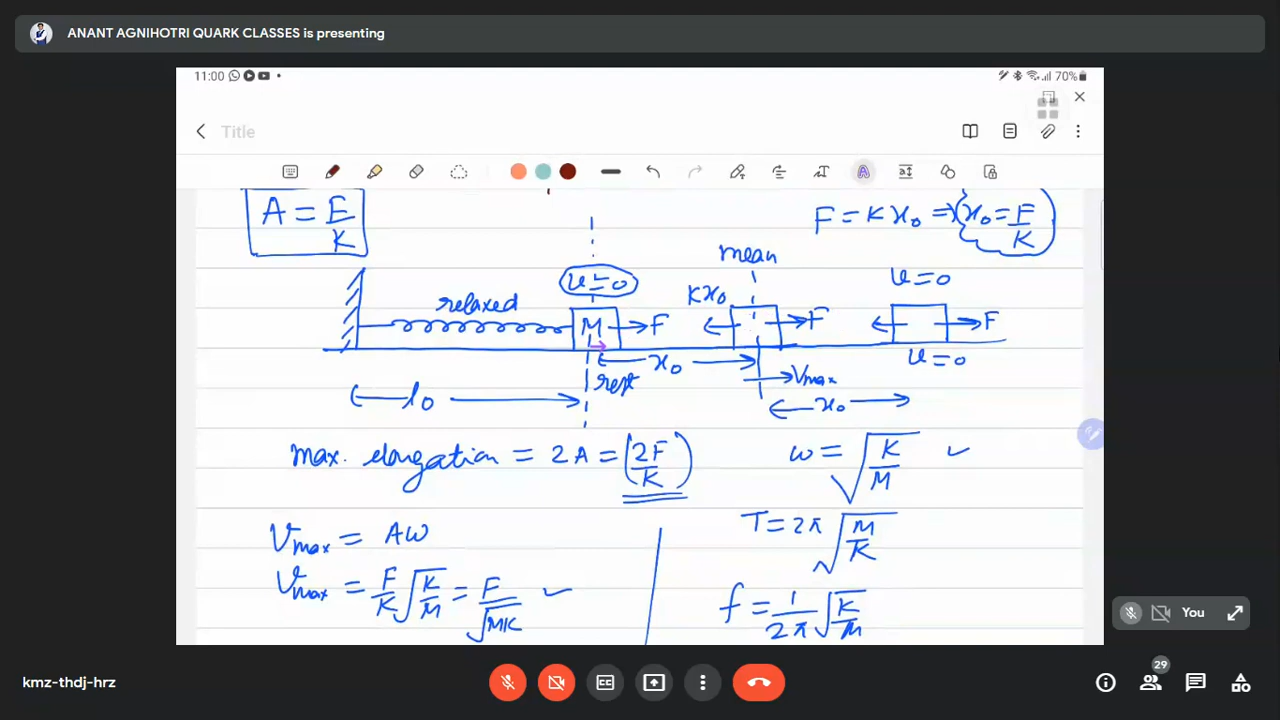 ANANT AGNIHOTRI QUARK CLASSES is presenting
11:00
70%
Title
A = F/K
F = K x₀ ⇒ x₀ = F/K
mean
v = 0
v = 0
relaxed
Kx₀
M
F
F
F
x₀
rest
Vmax
v = 0
l₀
x₀
max. elongation = 2A = (2F/K)
ω = √(K/M)
Vmax = Aω
T = 2π √(M/K)
Vmax = F/K √(K/M) = F/√MK
f = 1/2π √(K/M)
You
kmz-thdj-hrz
29